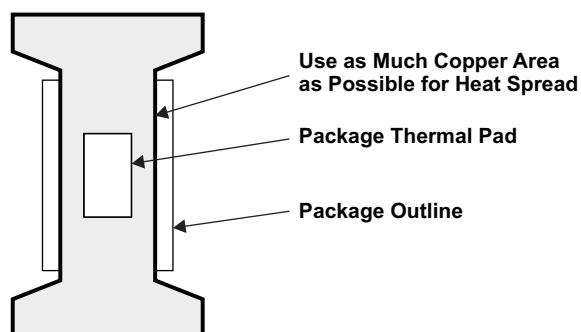 Use as Much Copper Area
as Possible for Heat Spread
Package Thermal Pad
Package Outline